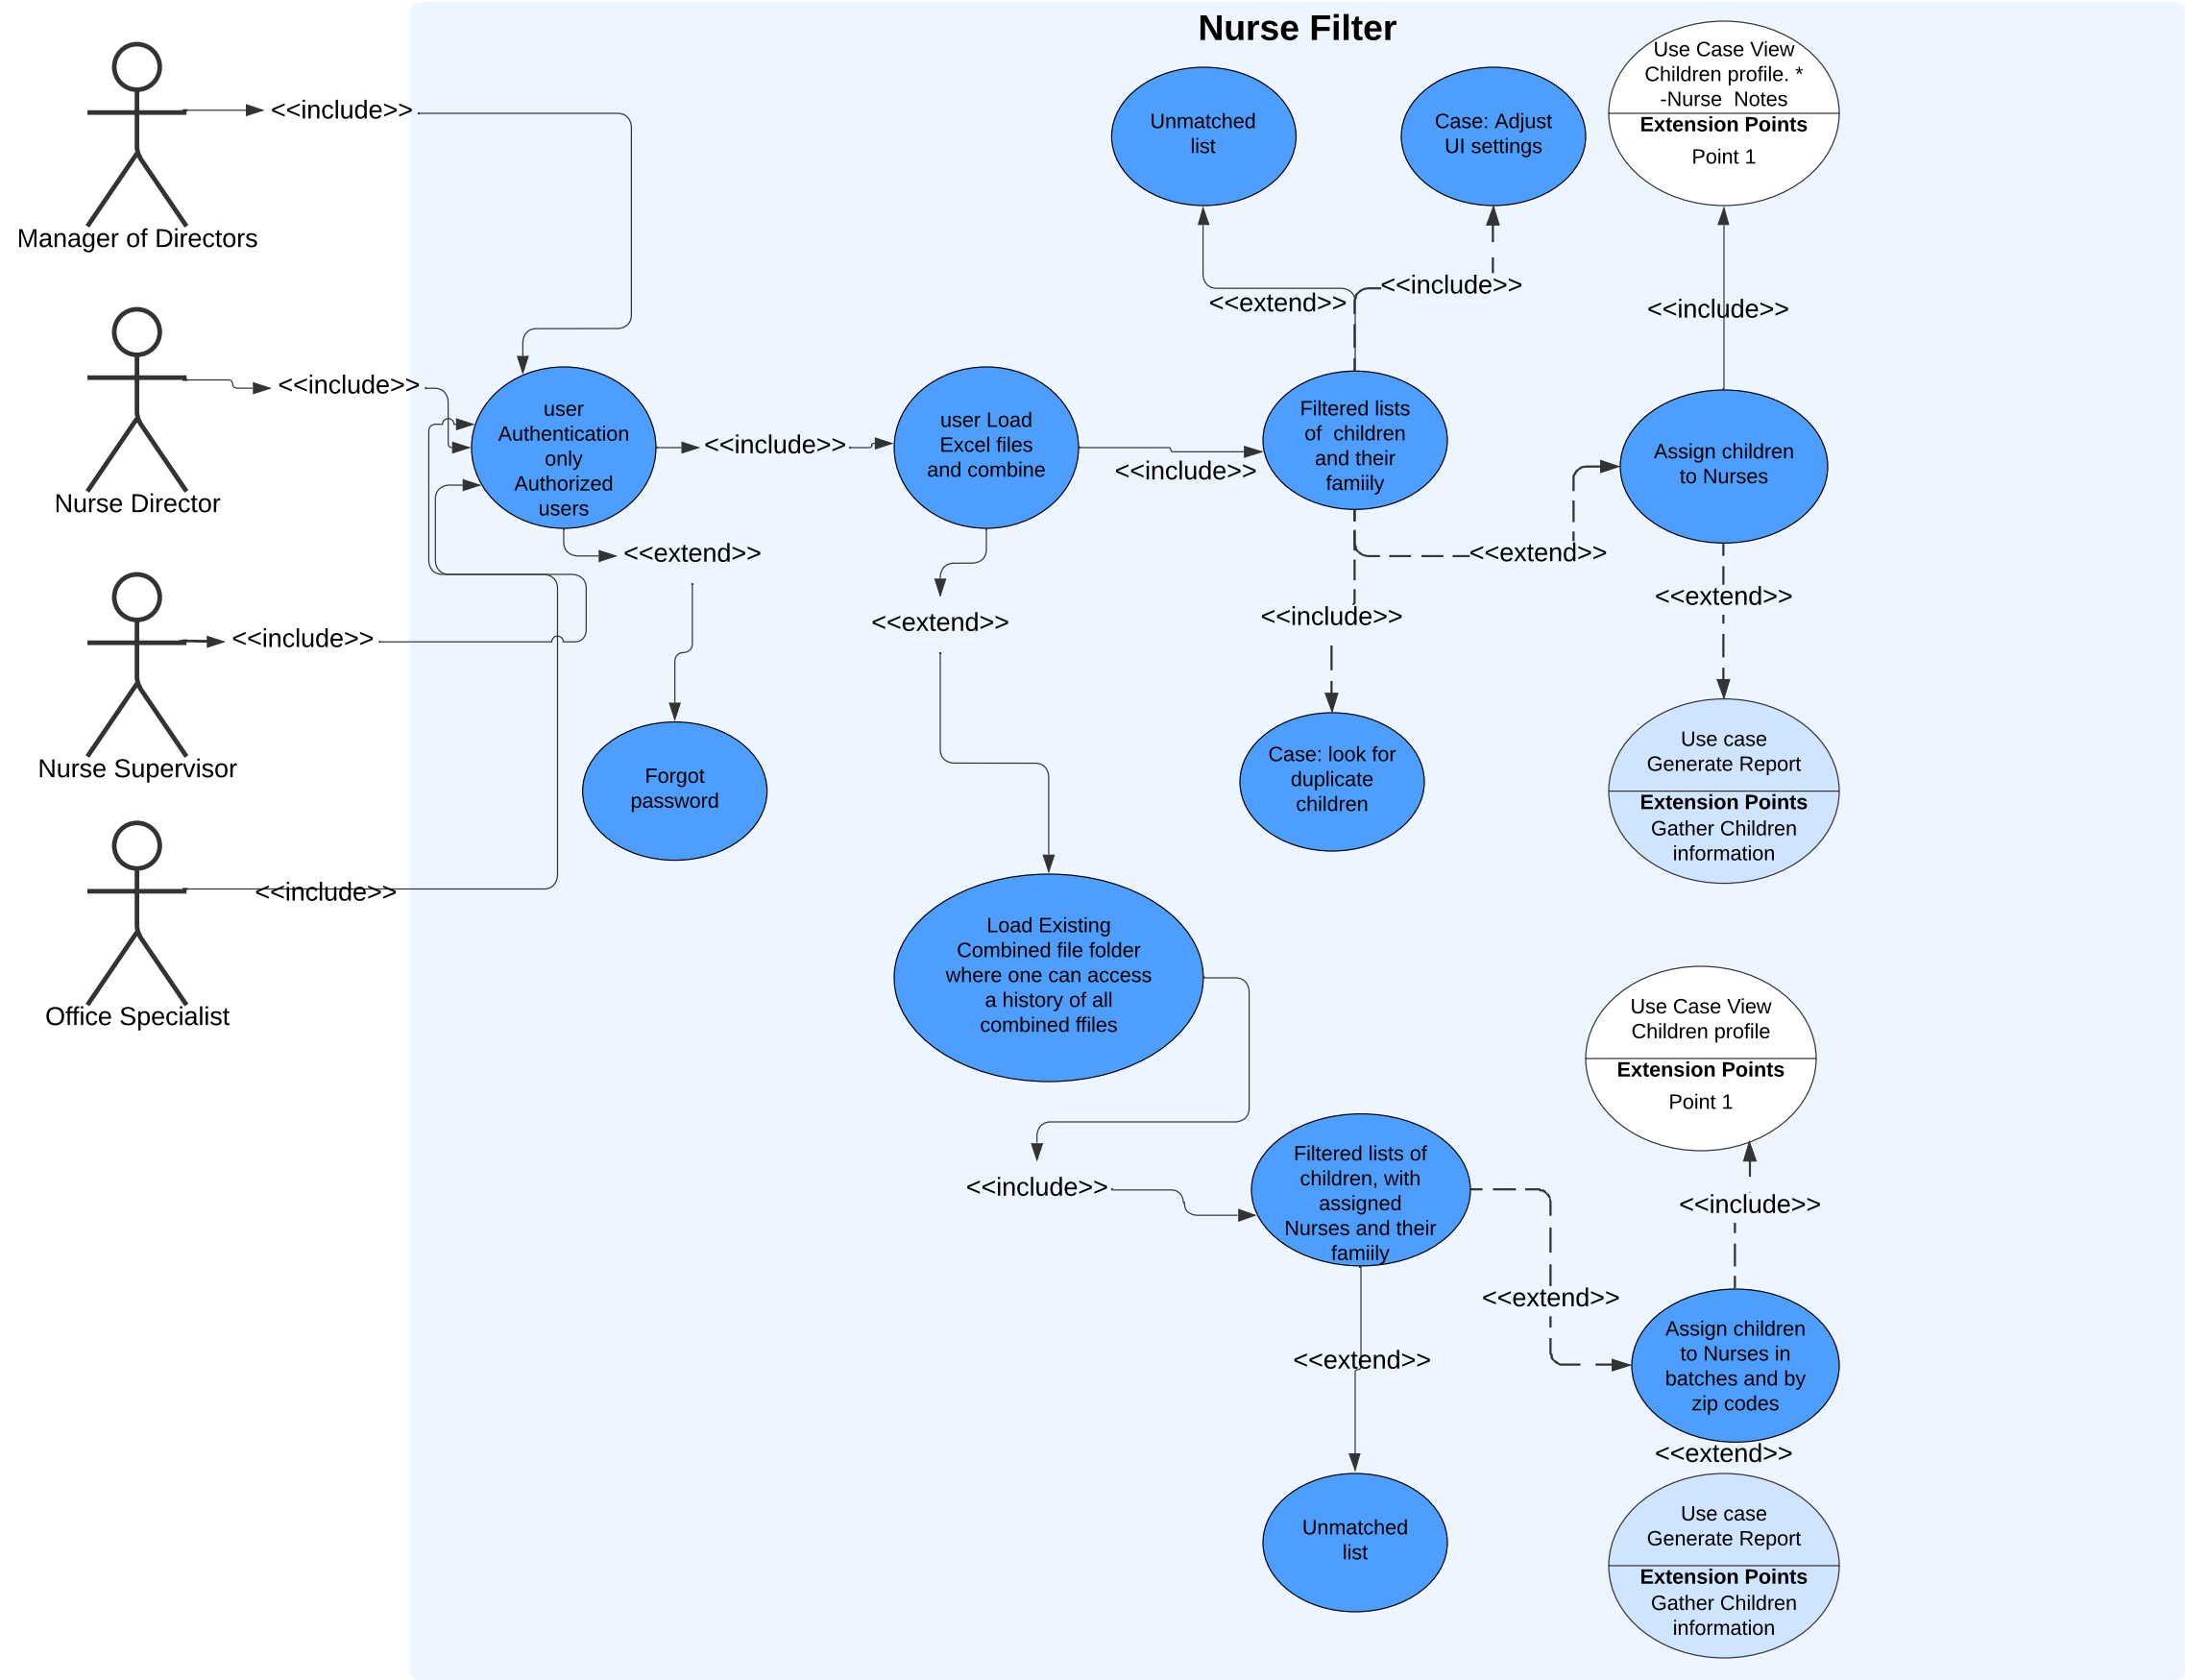 Nurse Filter
Manager of Directors
<<include>>
Nurse Director
<<include>>
Nurse Supervisor
<<include>>
Office Specialist
<<include>>
user
Authentication
only
Authorized
users
<<include>>
<<extend>>
Forgot
password
user Load
Excel files
and combine
<<include>>
<<extend>>
Filtered lists
of  children
and their
famiily
<<extend>>
Unmatched
list
<<include>>
Case: Adjust
UI settings
<<include>>
Case: look for
duplicate
children
<<extend>>
Assign children
to Nurses
<<include>>
Use Case View
Children profile. *
-Nurse  Notes
Extension Points
Point 1
<<extend>>
Use case
Generate Report
Extension Points
Gather Children
information
Load Existing
Combined file folder
where one can access
a history of all
combined ffiles
<<include>>
Filtered lists of
children, with
assigned
Nurses and their
famiily
<<extend>>
Unmatched
list
<<extend>>
Assign children
to Nurses in
batches and by
zip codes
<<include>>
Use Case View
Children profile
Extension Points
Point 1
<<extend>>
Use case
Generate Report
Extension Points
Gather Children
information